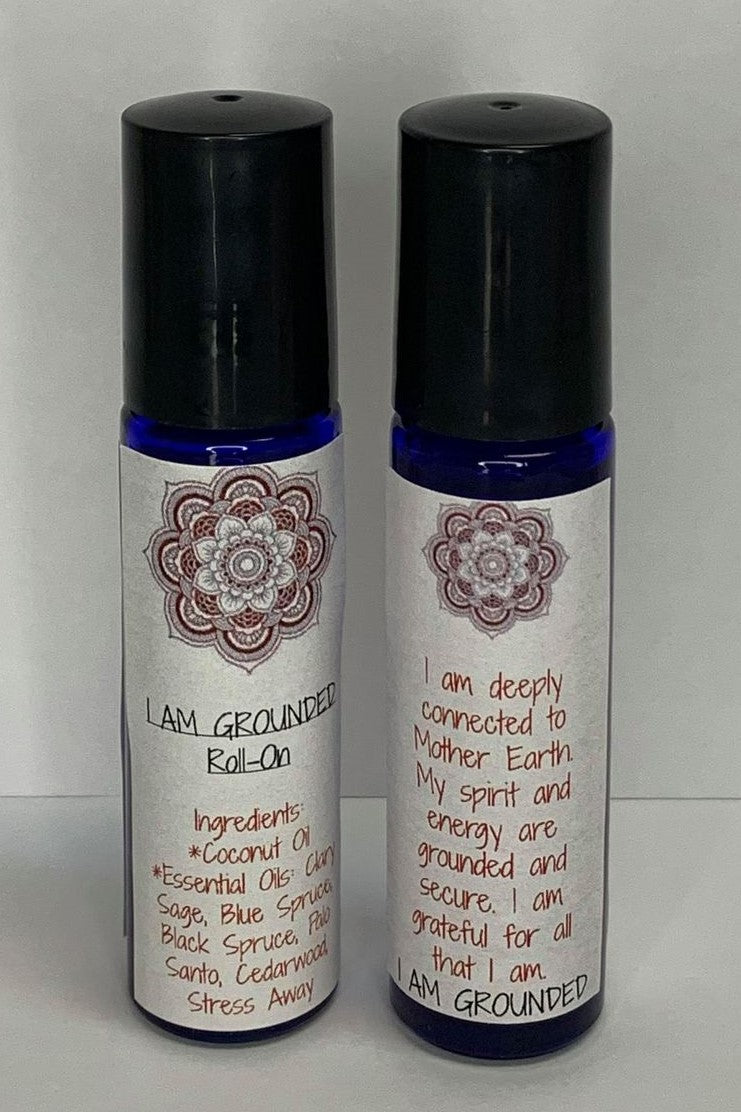 I AM GROUNDED
Roll-On
Ingredients:
*Coconut Oil
*Essential Oils: Clary
Sage, Blue Spruce,
Black Spruce, Palo
Santo, Cedarwood,
Stress Away
I am deeply
connected to
Mother Earth.
My spirit and
energy are
grounded and
secure. I am
grateful for all
that I am.
I AM GROUNDED